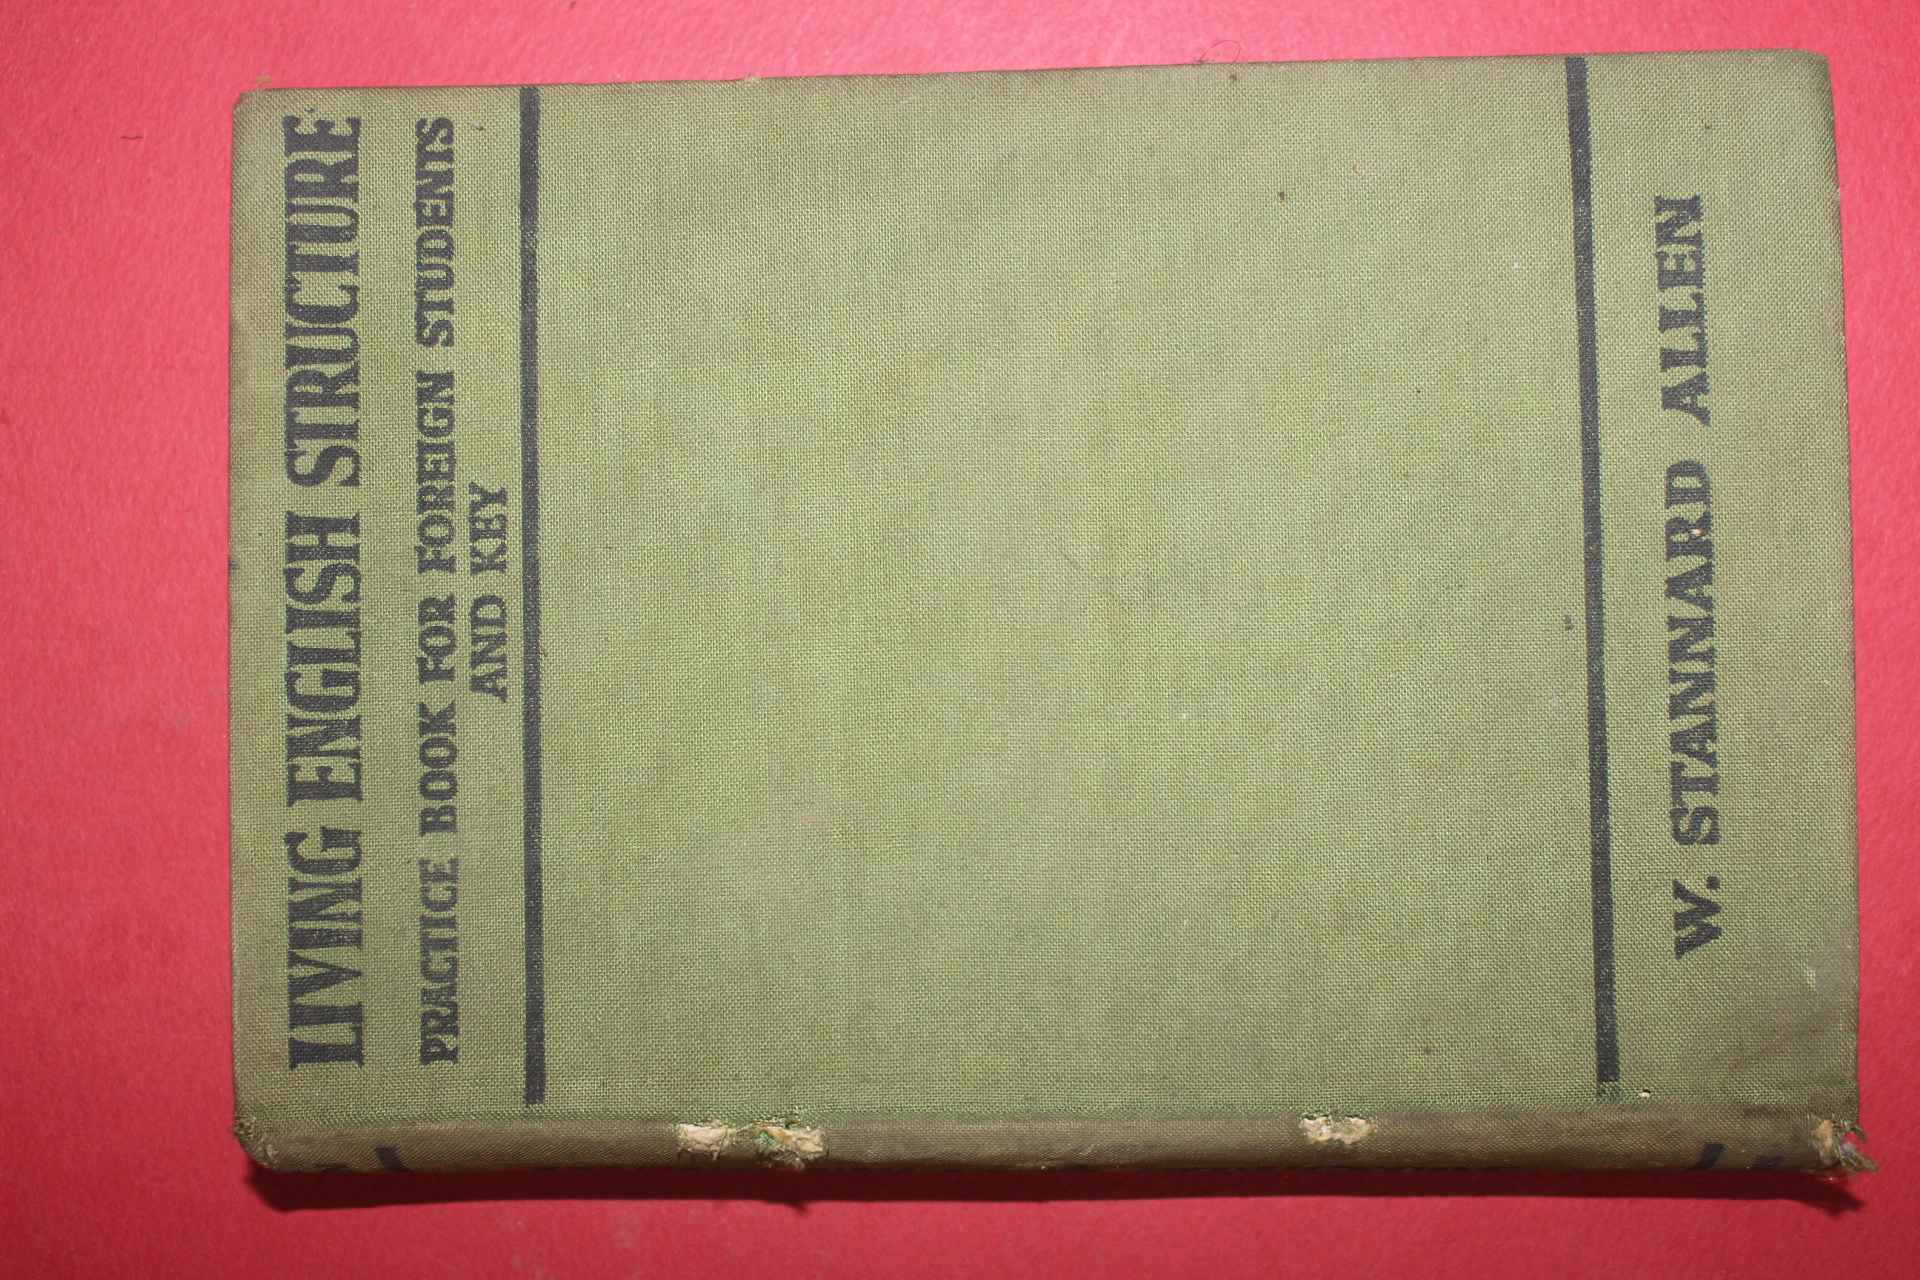 LIVING ENGLISH STRUCTURE
PRACTICE BOOK FOR FOREIGN STUDENTS
AND KEY
W. STANNARD ALLEN